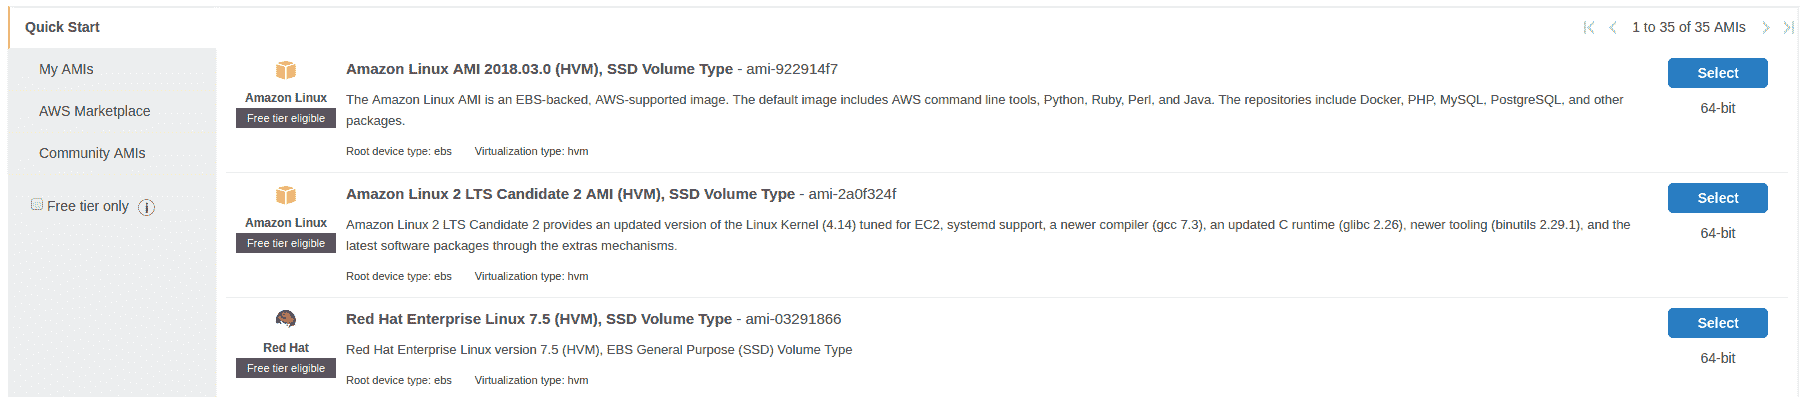 Quick Start
1 to 35 of 35 AMIs
My AMIs
AWS Marketplace
Community AMIs
Free tier only
Amazon Linux
Free tier eligible
Amazon Linux AMI 2018.03.0 (HVM), SSD Volume Type - ami-922914f7
The Amazon Linux AMI is an EBS-backed, AWS-supported image. The default image includes AWS command line tools, Python, Ruby, Perl, and Java. The repositories include Docker, PHP, MySQL, PostgreSQL, and other
packages.
Root device type: ebs Virtualization type: hvm
Select
64-bit
Amazon Linux
Free tier eligible
Amazon Linux 2 LTS Candidate 2 AMI (HVM), SSD Volume Type - ami-2a0f324f
Amazon Linux 2 LTS Candidate 2 provides an updated version of the Linux Kernel (4.14) tuned for EC2, systemd support, a newer compiler (gcc 7.3), an updated C runtime (glibc 2.26), newer tooling (binutils 2.29.1), and the
latest software packages through the extras mechanisms.
Root device type: ebs Virtualization type: hvm
Select
64-bit
Red Hat
Free tier eligible
Red Hat Enterprise Linux 7.5 (HVM), SSD Volume Type - ami-03291866
Red Hat Enterprise Linux version 7.5 (HVM), EBS General Purpose (SSD) Volume Type
Root device type: ebs Virtualization type: hvm
Select
64-bit